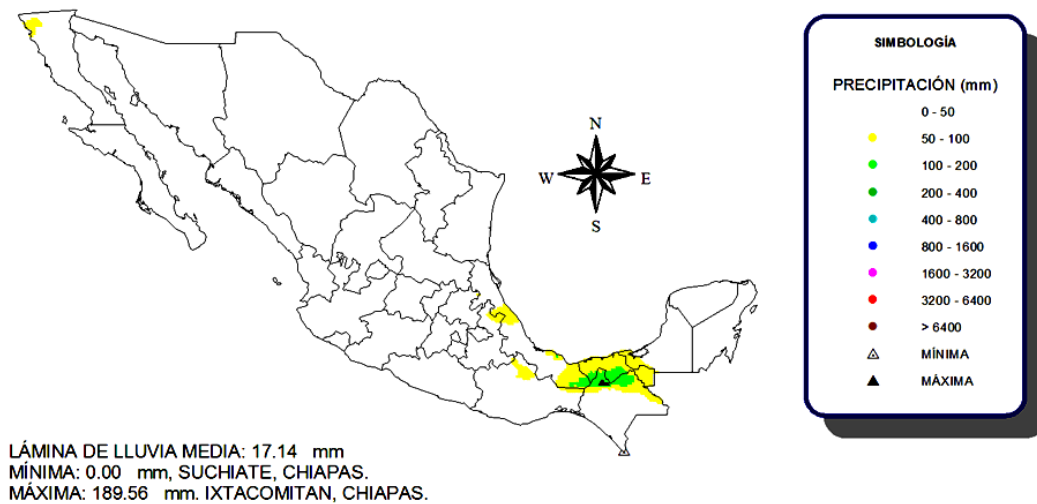 SIMBOLOGÍA
PRECIPITACIÓN (mm)
0 - 50
50 - 100
100 - 200
200 - 400
400 - 800
800 - 1600
1600 - 3200
3200 - 6400
> 6400
MÍNIMA
MÁXIMA
N
W E
S
LÁMINA DE LLUVIA MEDIA: 17.14 mm
MÍNIMA: 0.00 mm, SUCHIATE, CHIAPAS.
MÁXIMA: 189.56 mm. IXTACOMITAN, CHIAPAS.